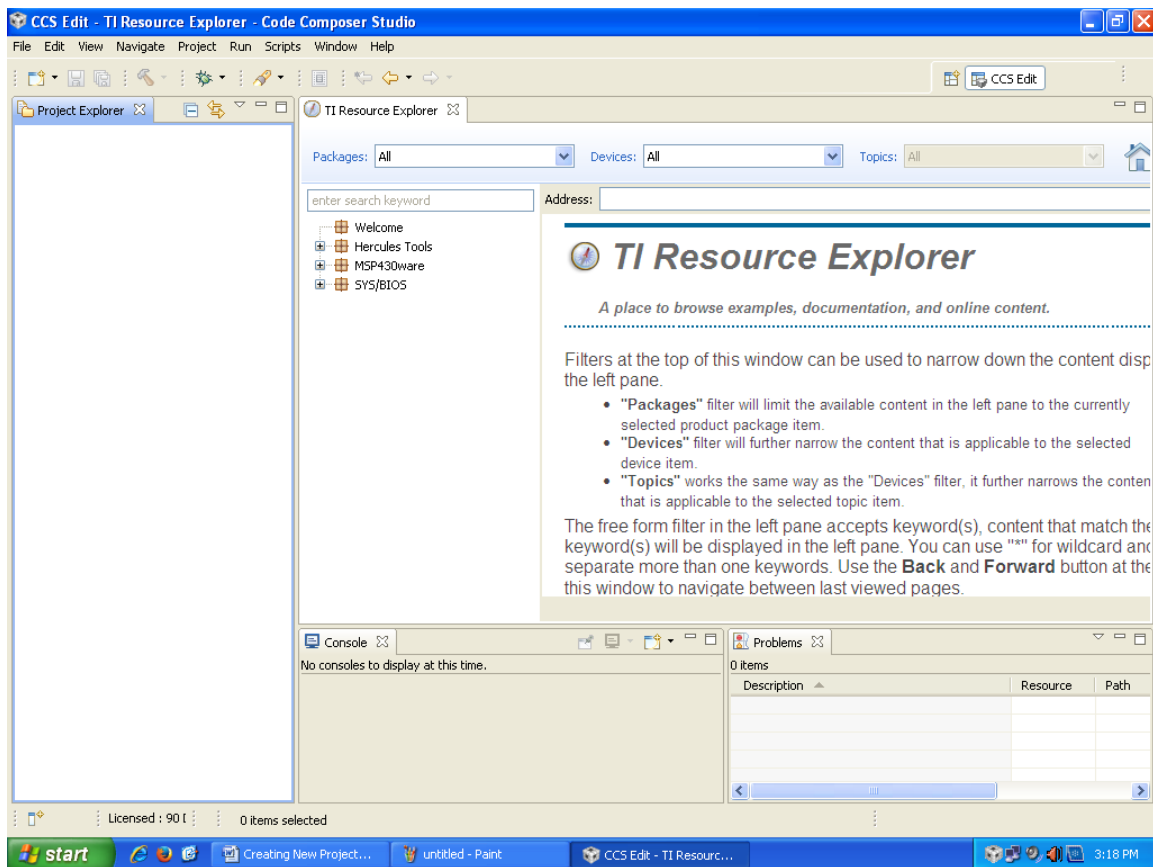 CCS Edit - TI Resource Explorer - Code Composer Studio
File Edit View Navigate Project Run Scripts Window Help
CCS Edit
Project Explorer
TI Resource Explorer
Packages: All Devices: All Topics: All
enter search keyword
Address:
Welcome
Hercules Tools
MSP430ware
SYS/BIOS
TI Resource Explorer
A place to browse examples, documentation, and online content.
Filters at the top of this window can be used to narrow down the content disp
the left pane.
• "Packages" filter will limit the available content in the left pane to the currently
selected product package item.
• "Devices" filter will further narrow the content that is applicable to the selected
device item.
• "Topics" works the same way as the "Devices" filter, it further narrows the conten
that is applicable to the selected topic item.
The free form filter in the left pane accepts keyword(s), content that match the
keyword(s) will be displayed in the left pane. You can use "*" for wildcard and
separate more than one keywords. Use the Back and Forward button at the
this window to navigate between last viewed pages.
Console
No consoles to display at this time.
Problems
0 items
Description Resource Path
Licensed : 90 [
0 items selected
start
Creating New Project...
untitled - Paint
CCS Edit - TI Resourc...
3:18 PM